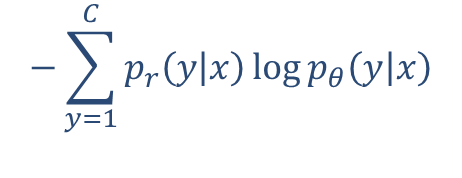 − ∑_{y=1}^{C} p_r(y|x) log p_θ(y|x)